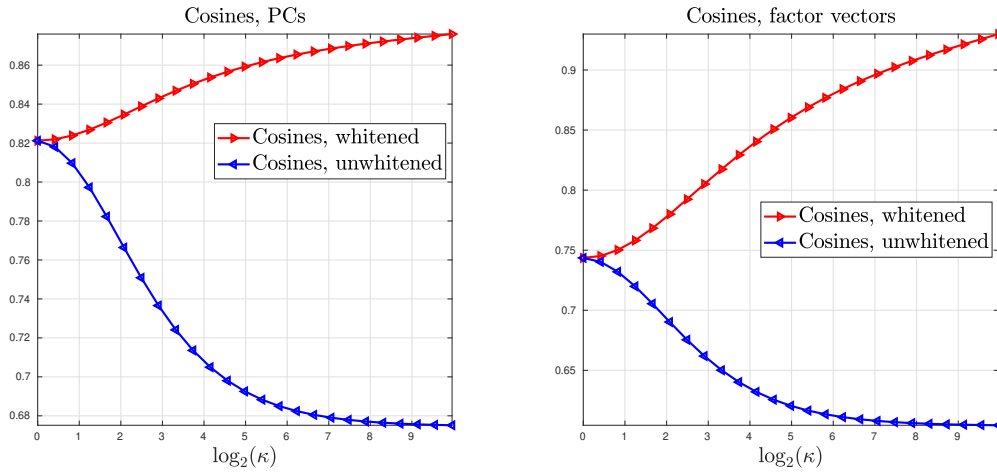 Cosines, PCs
0.86
0.84
0.82
0.8
0.78
0.76
0.74
0.72
0.7
0.68
0 1 2 3 4 5 6 7 8 9
log₂(κ)
Cosines, whitened
Cosines, unwhitened
Cosines, factor vectors
0.9
0.85
0.8
0.75
0.7
0.65
0 1 2 3 4 5 6 7 8 9
log₂(κ)
Cosines, whitened
Cosines, unwhitened